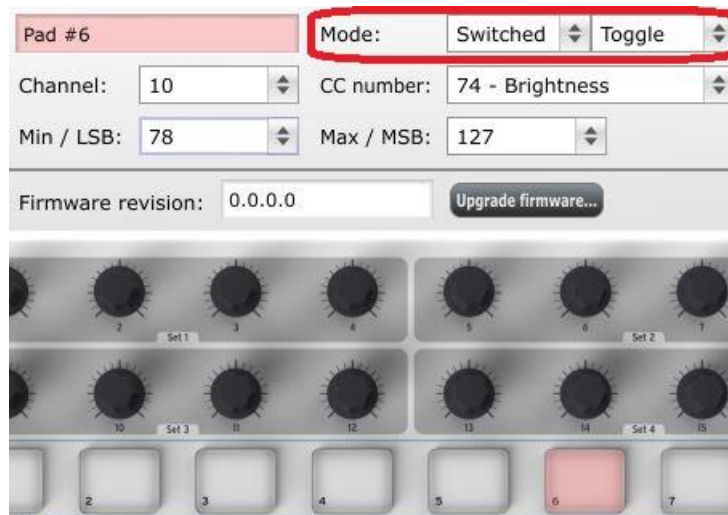 Pad #6 Mode: Switched Toggle
Channel: 10 CC number: 74 - Brightness
Min / LSB: 78 Max / MSB: 127
Firmware revision: 0.0.0.0 Upgrade firmware...
2 3 4 5 6 7
Set 1 Set 2
10 11 12 13 14 15
Set 3 Set 4
2 3 4 5 6 7